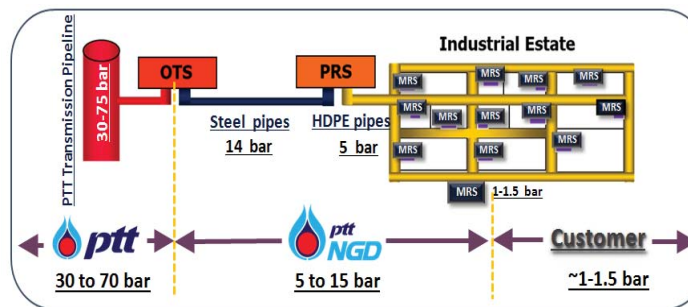 PTT Transmission Pipeline
30-75 bar
OTS
PRS
Industrial Estate
MRS
MRS
MRS
MRS
MRS
MRS
MRS
MRS
MRS
MRS
MRS
MRS
Steel pipes
14 bar
HDPE pipes
5 bar
MRS
1-1.5 bar
ptt
ptt
NGD
Customer
30 to 70 bar
5 to 15 bar
~1-1.5 bar